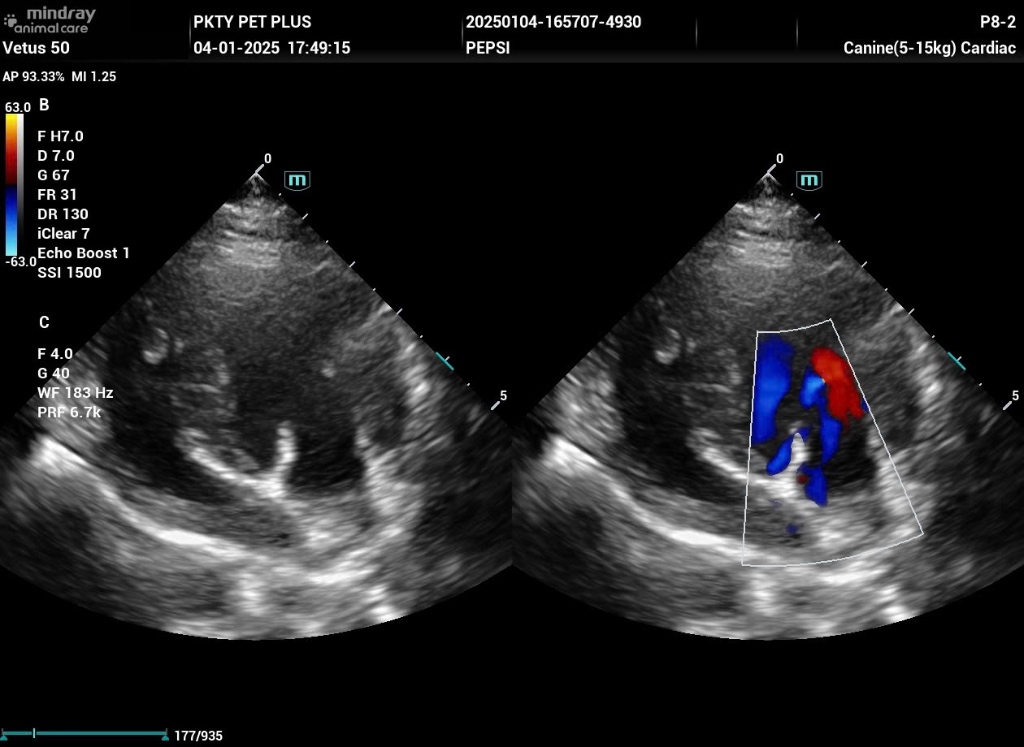 mindray
animalcare
Vetus 50
PKTY PET PLUS
04-01-2025 17:49:15
20250104-165707-4930
PEPSI
P8-2
Canine(5-15kg) Cardiac
AP 93.33% MI 1.25
63.0
B
F H7.0
D 7.0
G 67
FR 31
DR 130
iClear 7
Echo Boost 1
-63.0
SSI 1500
C
F 4.0
G 40
WF 183 Hz
PRF 6.7k
0
m
5
0
m
5
177/935